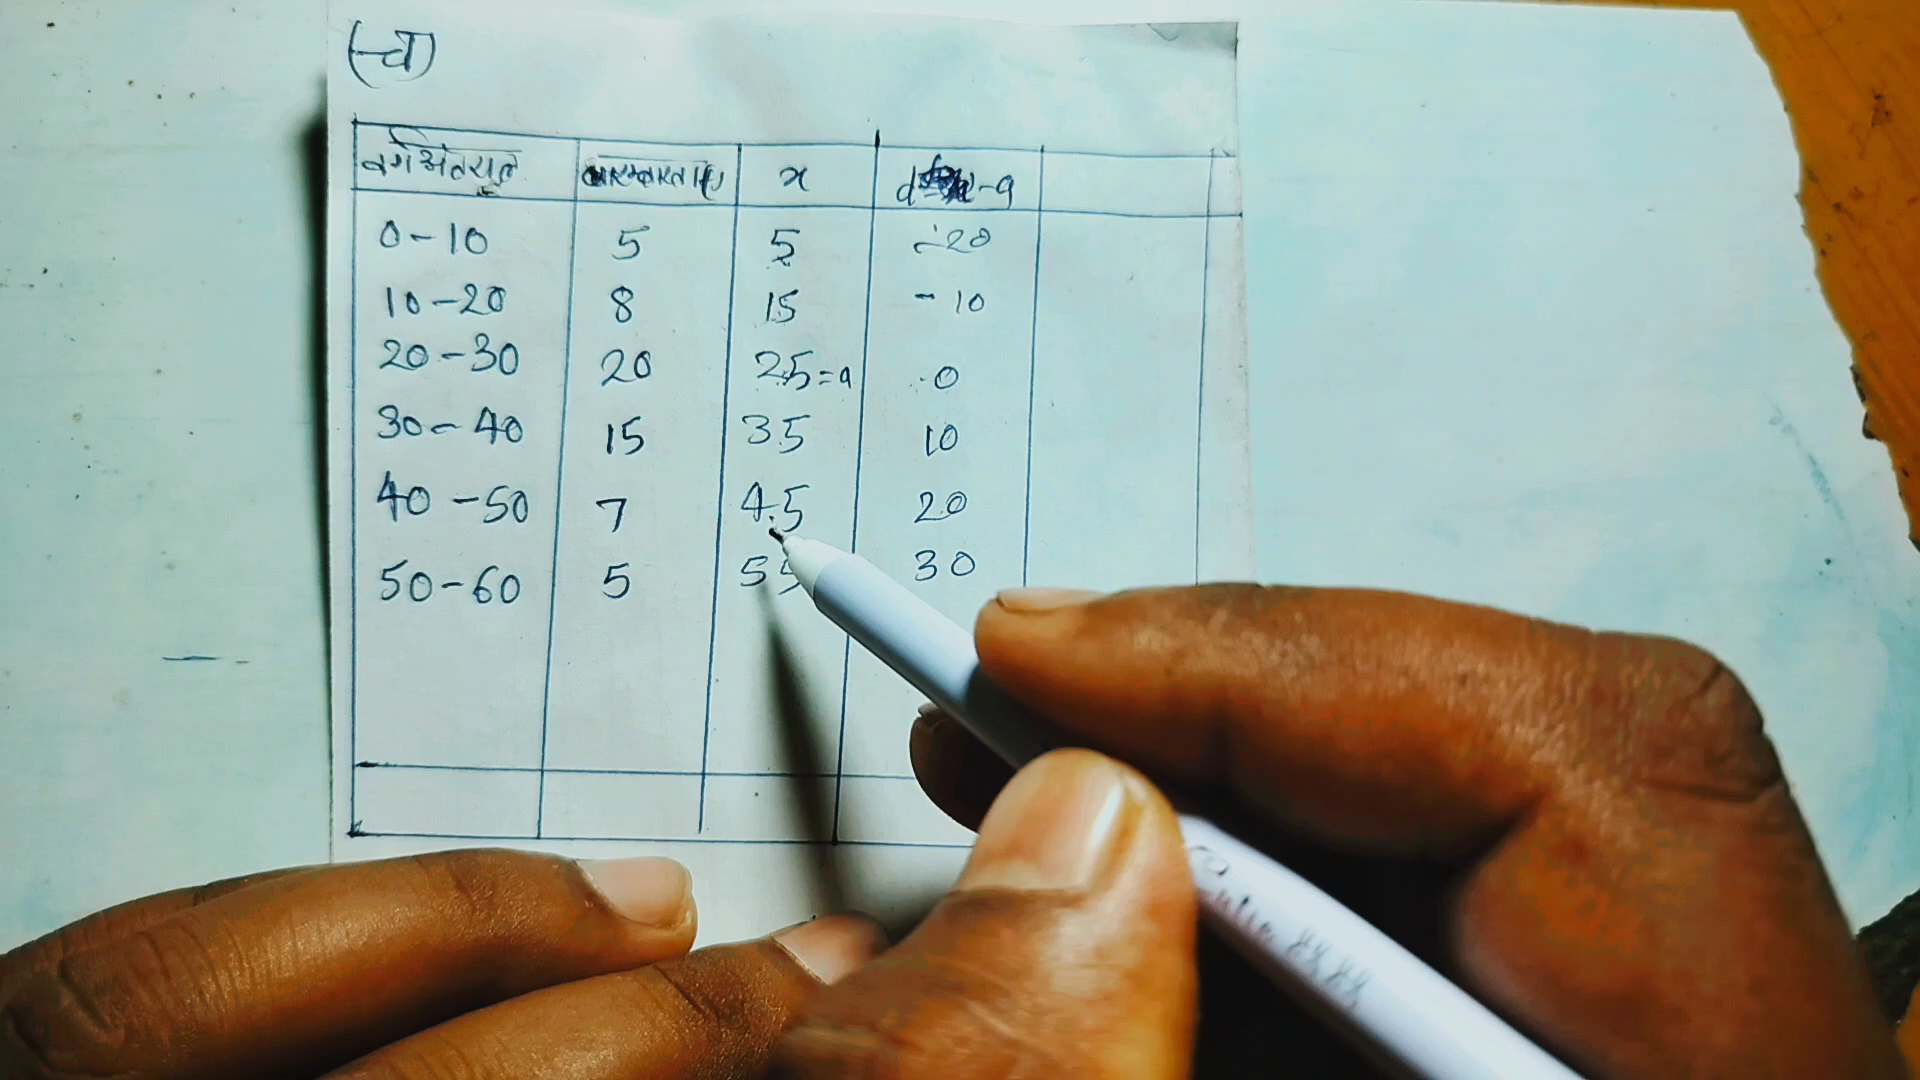 (च)
वर्ग अंतराल बारम्बारता(f) x d=x-a
0-10 5 5 -20
10-20 8 15 -10
20-30 20 25=a 0
30-40 15 35 10
40-50 7 45 20
50-60 5 55 30